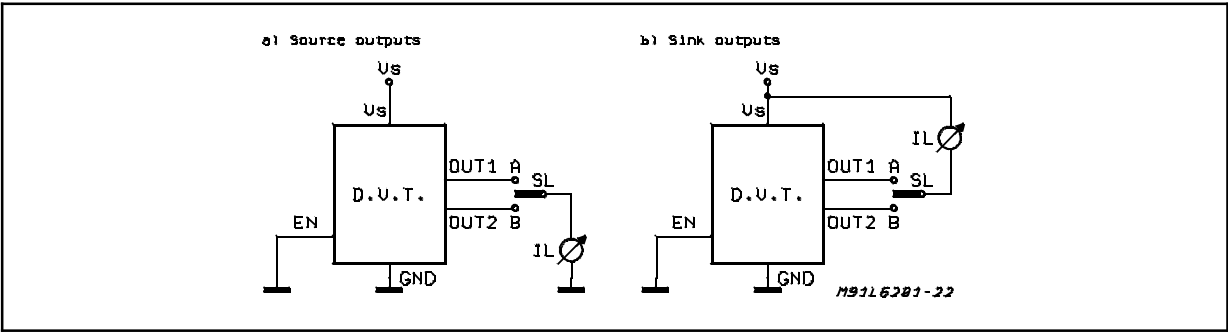 a) Source outputs
Vs
Vs
OUT1 A
SL
D.U.T.
EN
OUT2 B
IL
GND
b) Sink outputs
Vs
Vs
IL
OUT1 A
SL
D.U.T.
EN
OUT2 B
GND
M91L6201-22